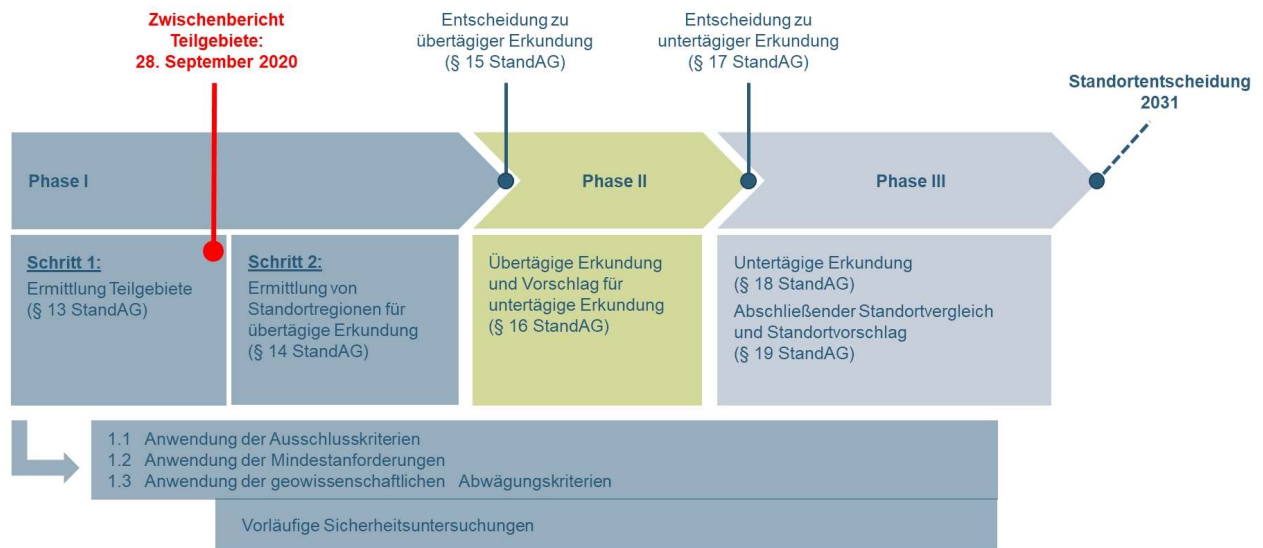 Zwischenbericht
Teilgebiete:
28. September 2020
Entscheidung zu
übertägiger Erkundung
(§ 15 StandAG)
Entscheidung zu
untertägiger Erkundung
(§ 17 StandAG)
Standortentscheidung
2031
Phase I
Phase II
Phase III
Schritt 1:
Ermittlung Teilgebiete
(§ 13 StandAG)
Schritt 2:
Ermittlung von
Standortregionen für
übertägige Erkundung
(§ 14 StandAG)
Übertägige Erkundung
und Vorschlag für
untertägige Erkundung
(§ 16 StandAG)
Untertägige Erkundung
(§ 18 StandAG)
Abschließender Standortvergleich
und Standortvorschlag
(§ 19 StandAG)
1.1 Anwendung der Ausschlusskriterien
1.2 Anwendung der Mindestanforderungen
1.3 Anwendung der geowissenschaftlichen Abwägungskriterien
Vorläufige Sicherheitsuntersuchungen